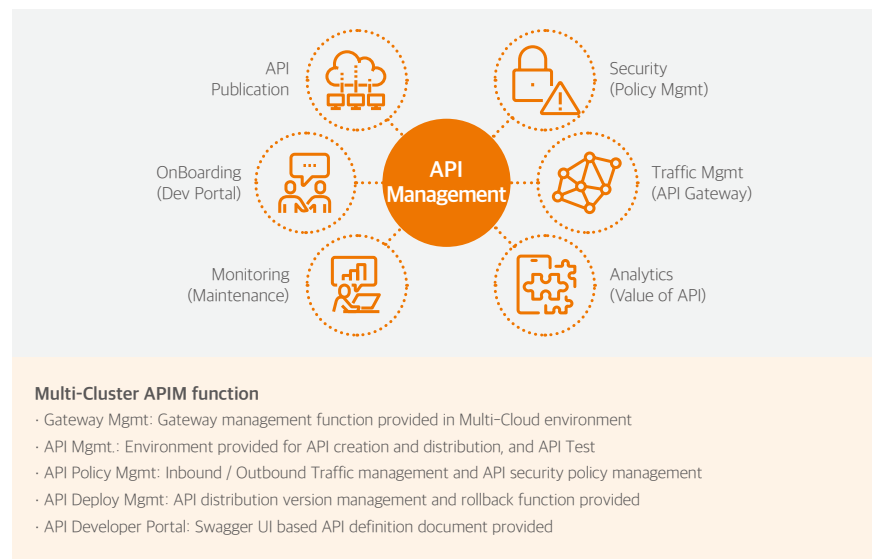 API
Publication
Security
(Policy Mgmt)
OnBoarding
(Dev Portal)
API
Management
Traffic Mgmt
(API Gateway)
Monitoring
(Maintenance)
Analytics
(Value of API)
Multi-Cluster APIM function
· Gateway Mgmt: Gateway management function provided in Multi-Cloud environment
· API Mgmt.: Environment provided for API creation and distribution, and API Test
· API Policy Mgmt: Inbound / Outbound Traffic management and API security policy management
· API Deploy Mgmt: API distribution version management and rollback function provided
· API Developer Portal: Swagger UI based API definition document provided